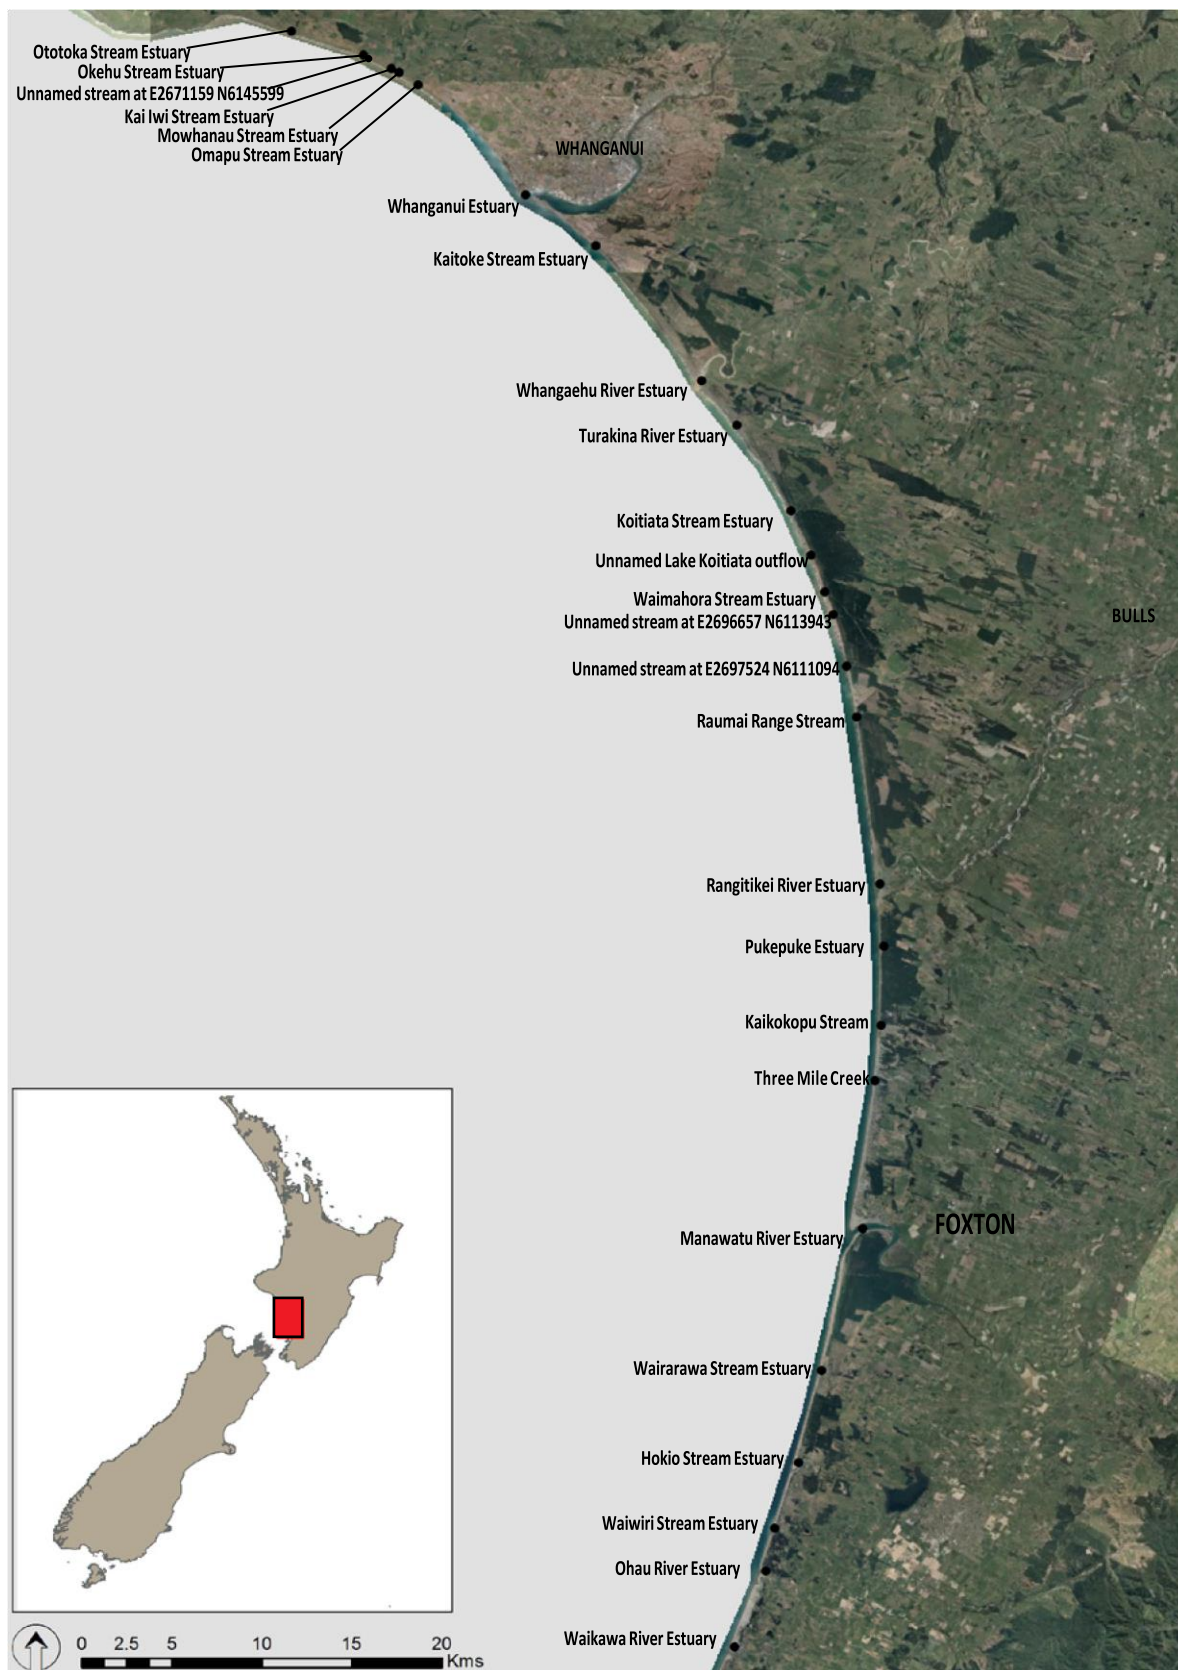 Ototoka Stream Estuary
Okehu Stream Estuary
Unnamed stream at E2671159 N6145599
Kai Iwi Stream Estuary
Mowhanau Stream Estuary
Omapu Stream Estuary
WHANGANUI
Whanganui Estuary
Kaitoke Stream Estuary
Whangaehu River Estuary
Turakina River Estuary
Koitiata Stream Estuary
Unnamed Lake Koitiata outflow
Waimahora Stream Estuary
BULLS
Unnamed stream at E2696657 N6113943
Unnamed stream at E2697524 N6111094
Raumai Range Stream
Rangitikei River Estuary
Pukepuke Estuary
Kaikokopu Stream
Three Mile Creek
FOXTON
Manawatu River Estuary
Wairarawa Stream Estuary
Hokio Stream Estuary
Waiwiri Stream Estuary
Ohau River Estuary
Waikawa River Estuary
0 2.5 5 10 15 20
Kms